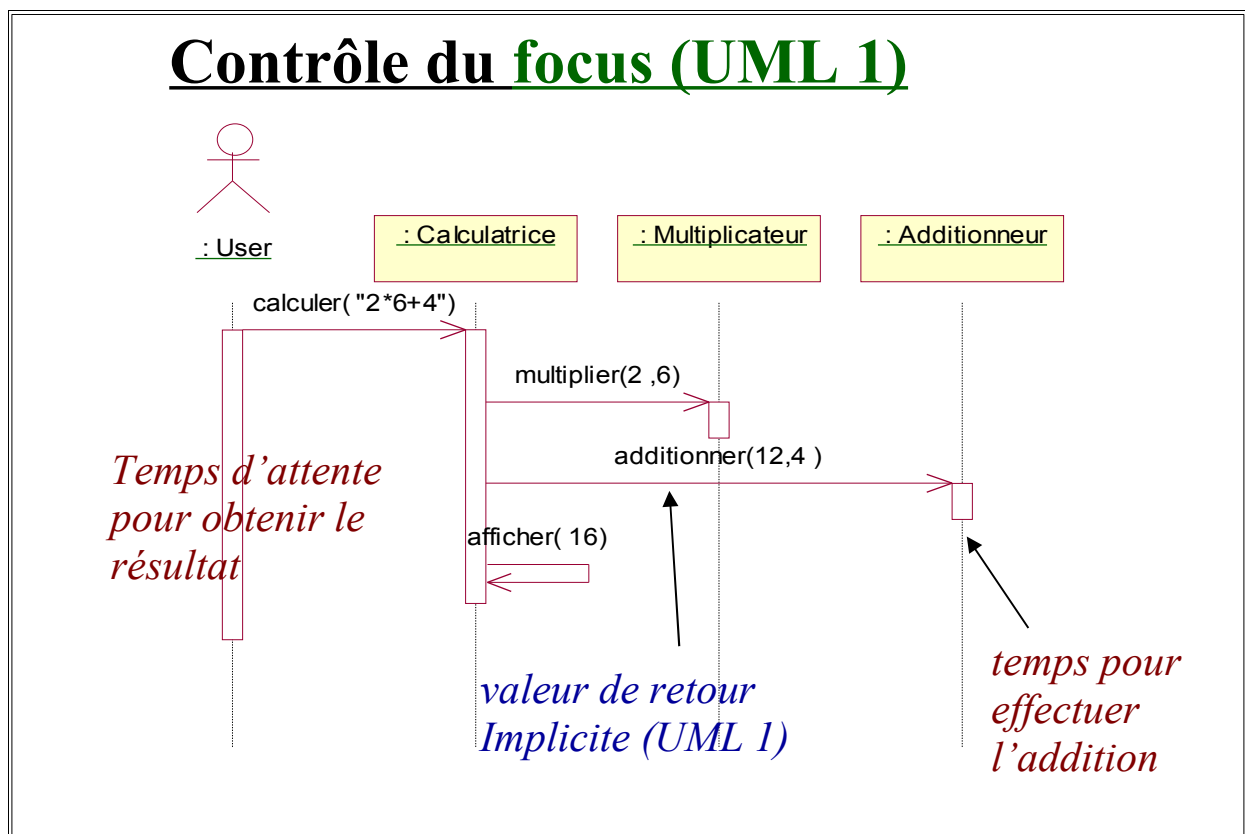 Contrôle du focus (UML 1)
: User
: Calculatrice
: Multiplicateur
: Additionneur
calculer( "2*6+4")
multiplier(2 ,6)
additionner(12,4 )
Temps d’attente
pour obtenir le
résultat
afficher( 16)
valeur de retour
Implicite (UML 1)
temps pour
effectuer
l’addition